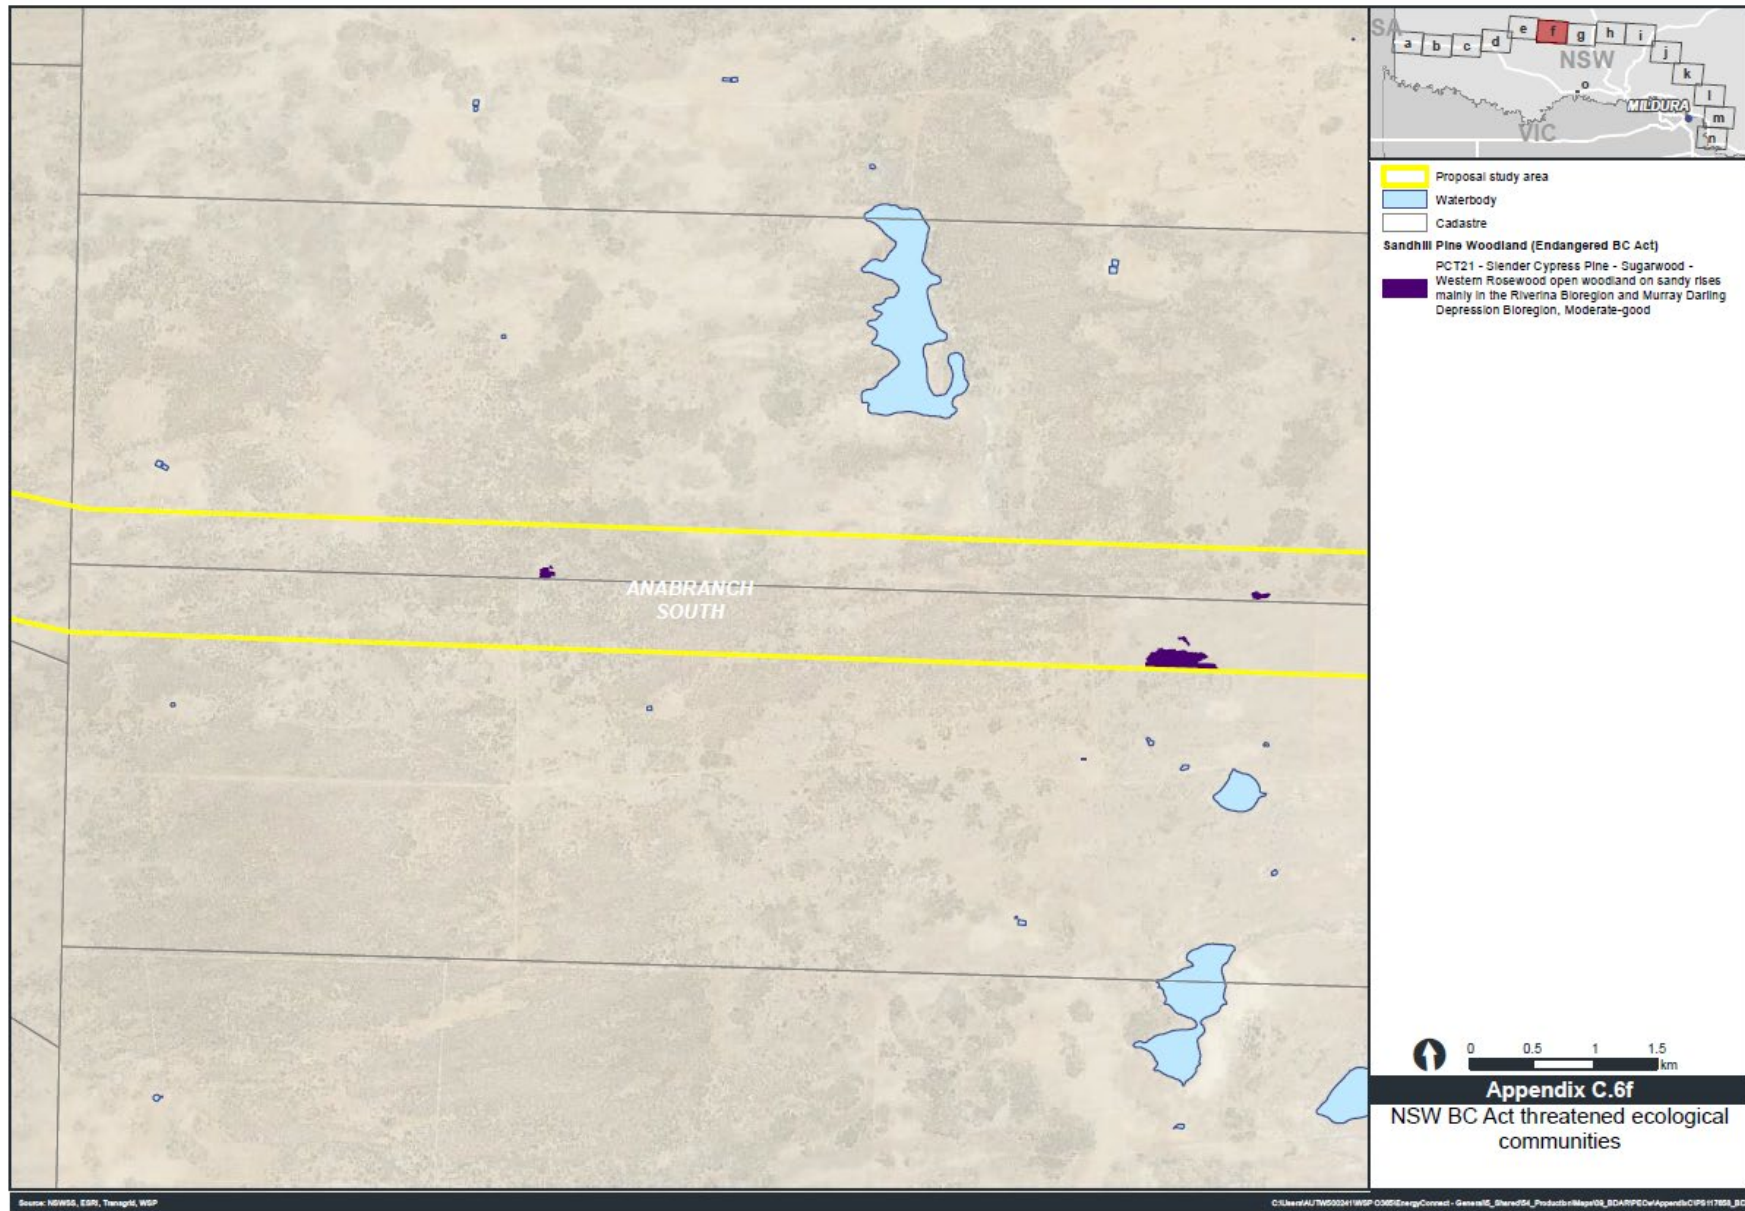 SA
a
b
c
d
e
f
g
h
i
j
k
l
m
n
NSW
o
MILDURA
VIC
Proposal study area
Waterbody
Cadastre
Sandhill Pine Woodland (Endangered BC Act)
PCT21 - Slender Cypress Pine - Sugarwood -
Western Rosewood open woodland on sandy rises
mainly in the Riverina Bioregion and Murray Darling
Depression Bioregion, Moderate-good
ANABRANCH
SOUTH
0 0.5 1 1.5
km
Appendix C.6f
NSW BC Act threatened ecological
communities
Source: NSWSS, ESRI, Transgrid, WSP